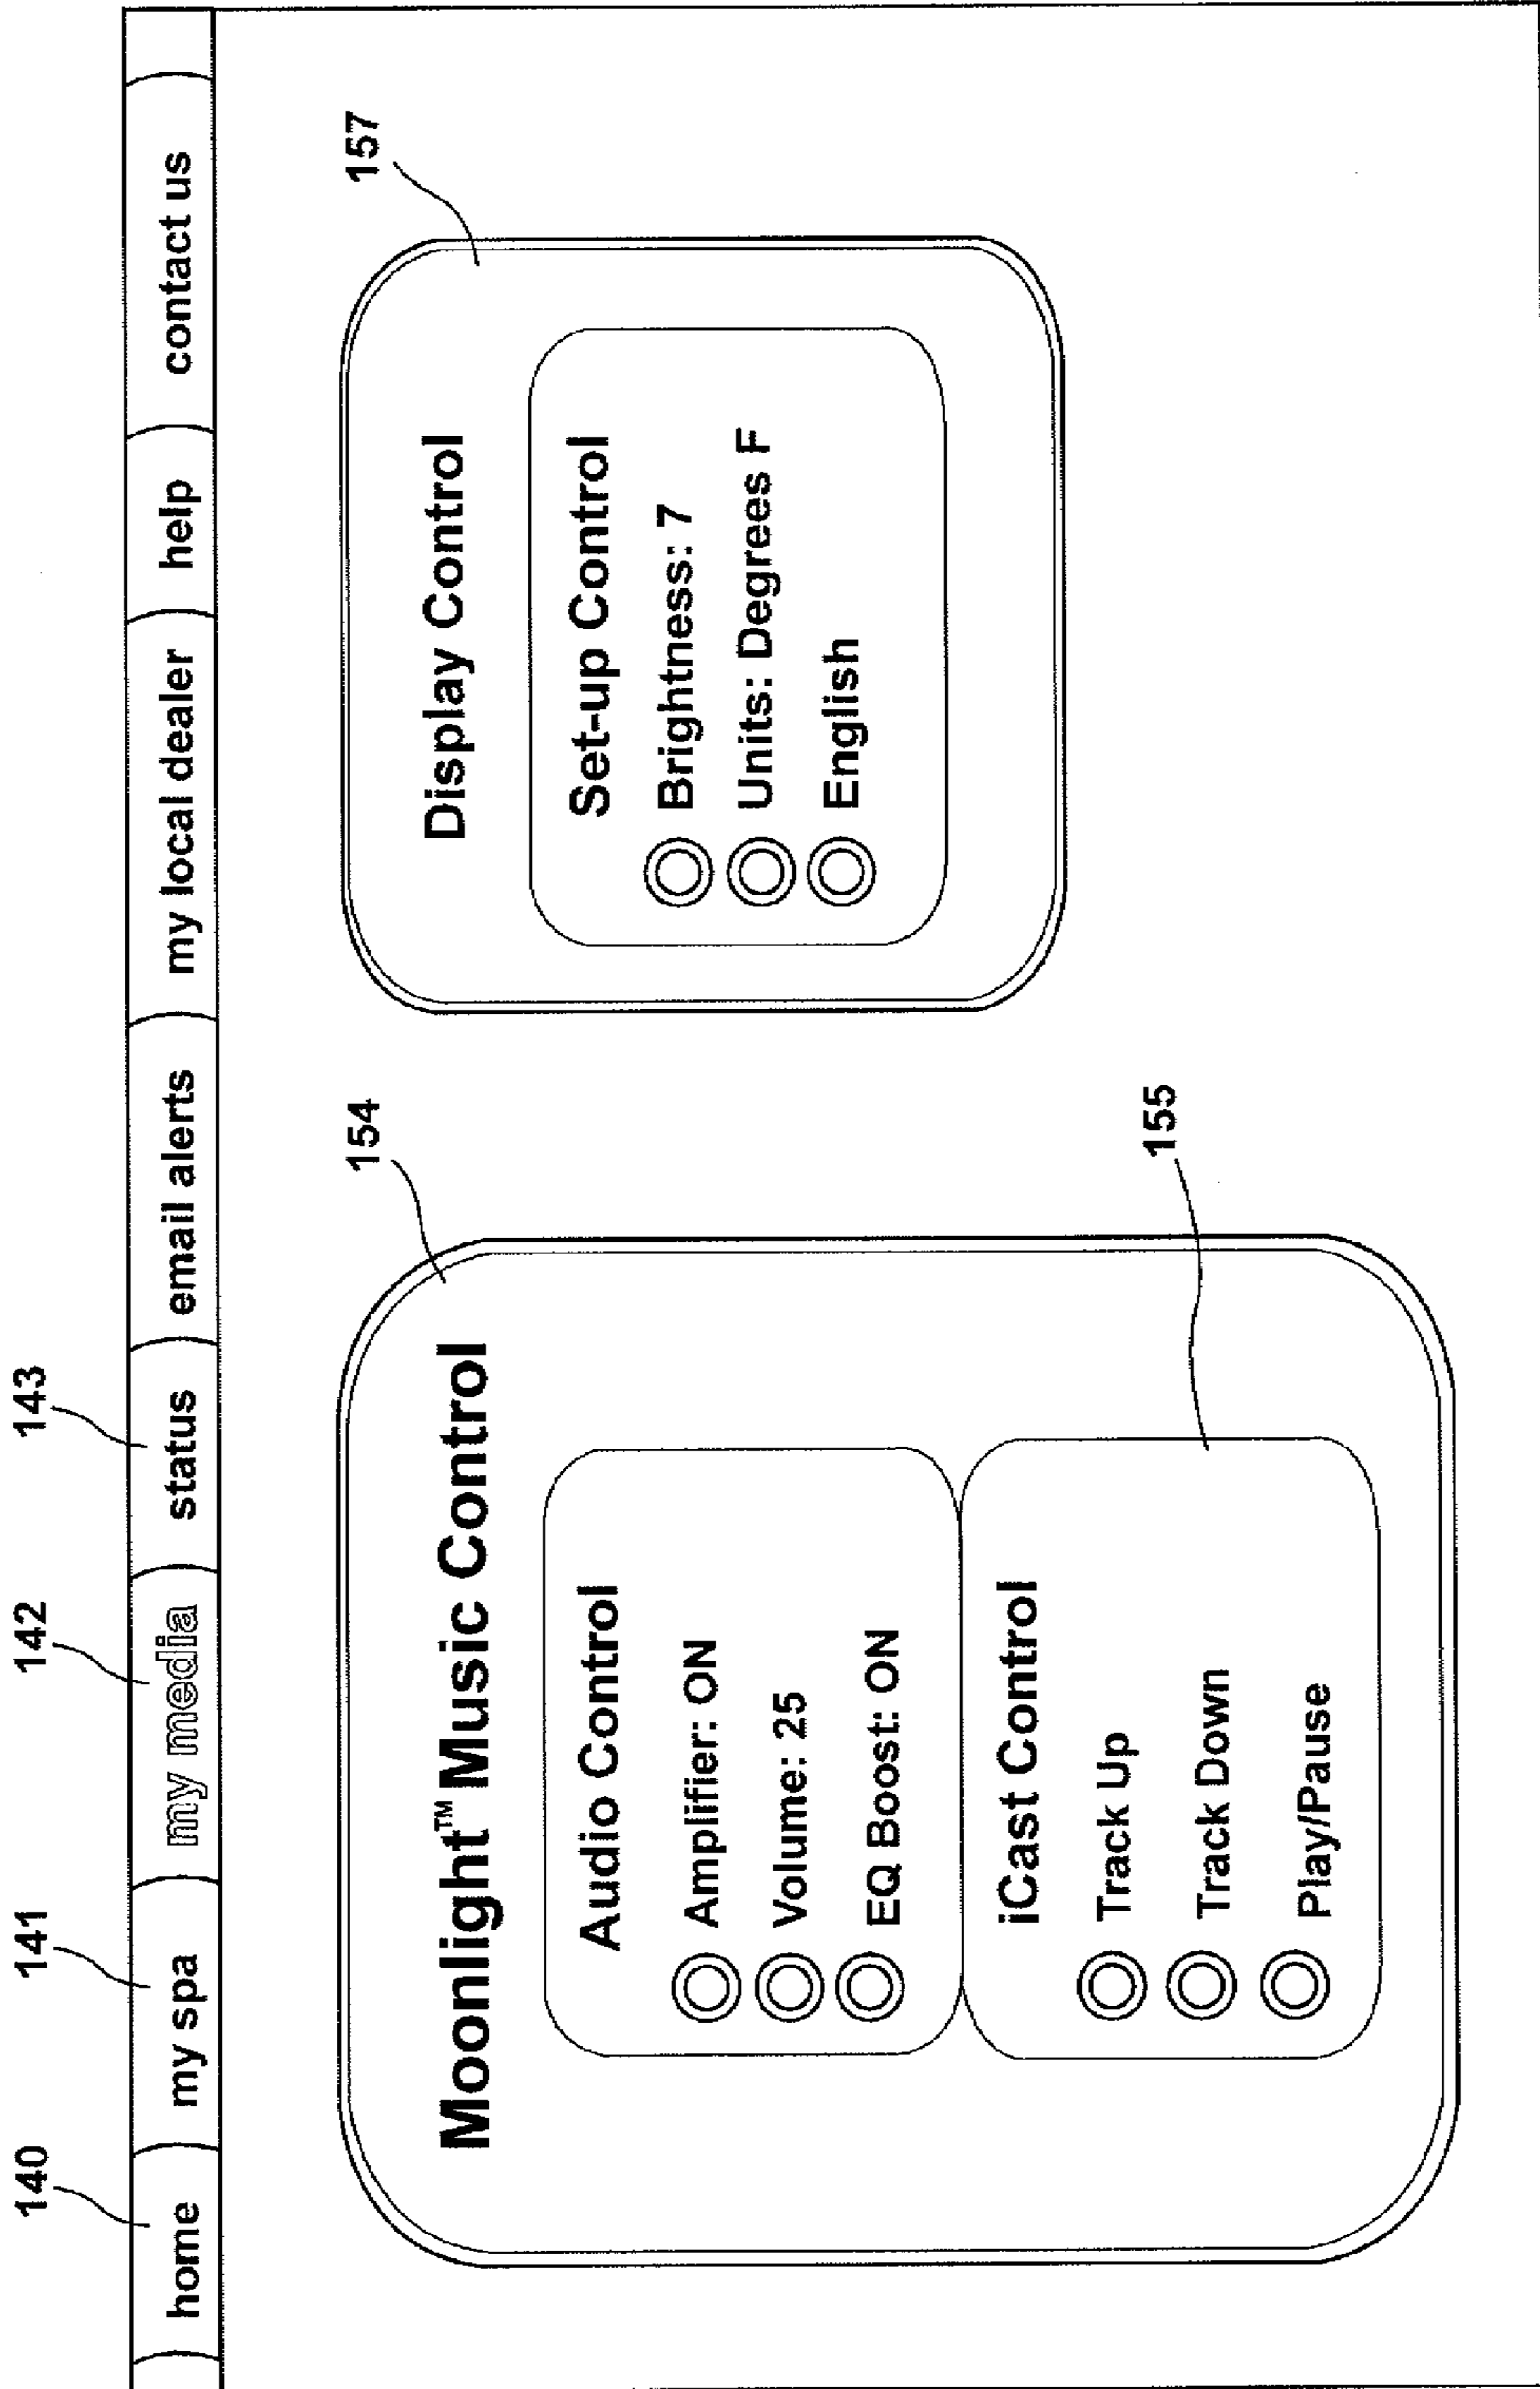 140
141
142
143
home
my spa
my media
status
email alerts
my local dealer
help
contact us
154
Moonlight™ Music Control
Audio Control
Amplifier: ON
Volume: 25
EQ Boost: ON
iCast Control
Track Up
Track Down
Play/Pause
155
157
Display Control
Set-up Control
Brightness: 7
Units: Degrees F
English